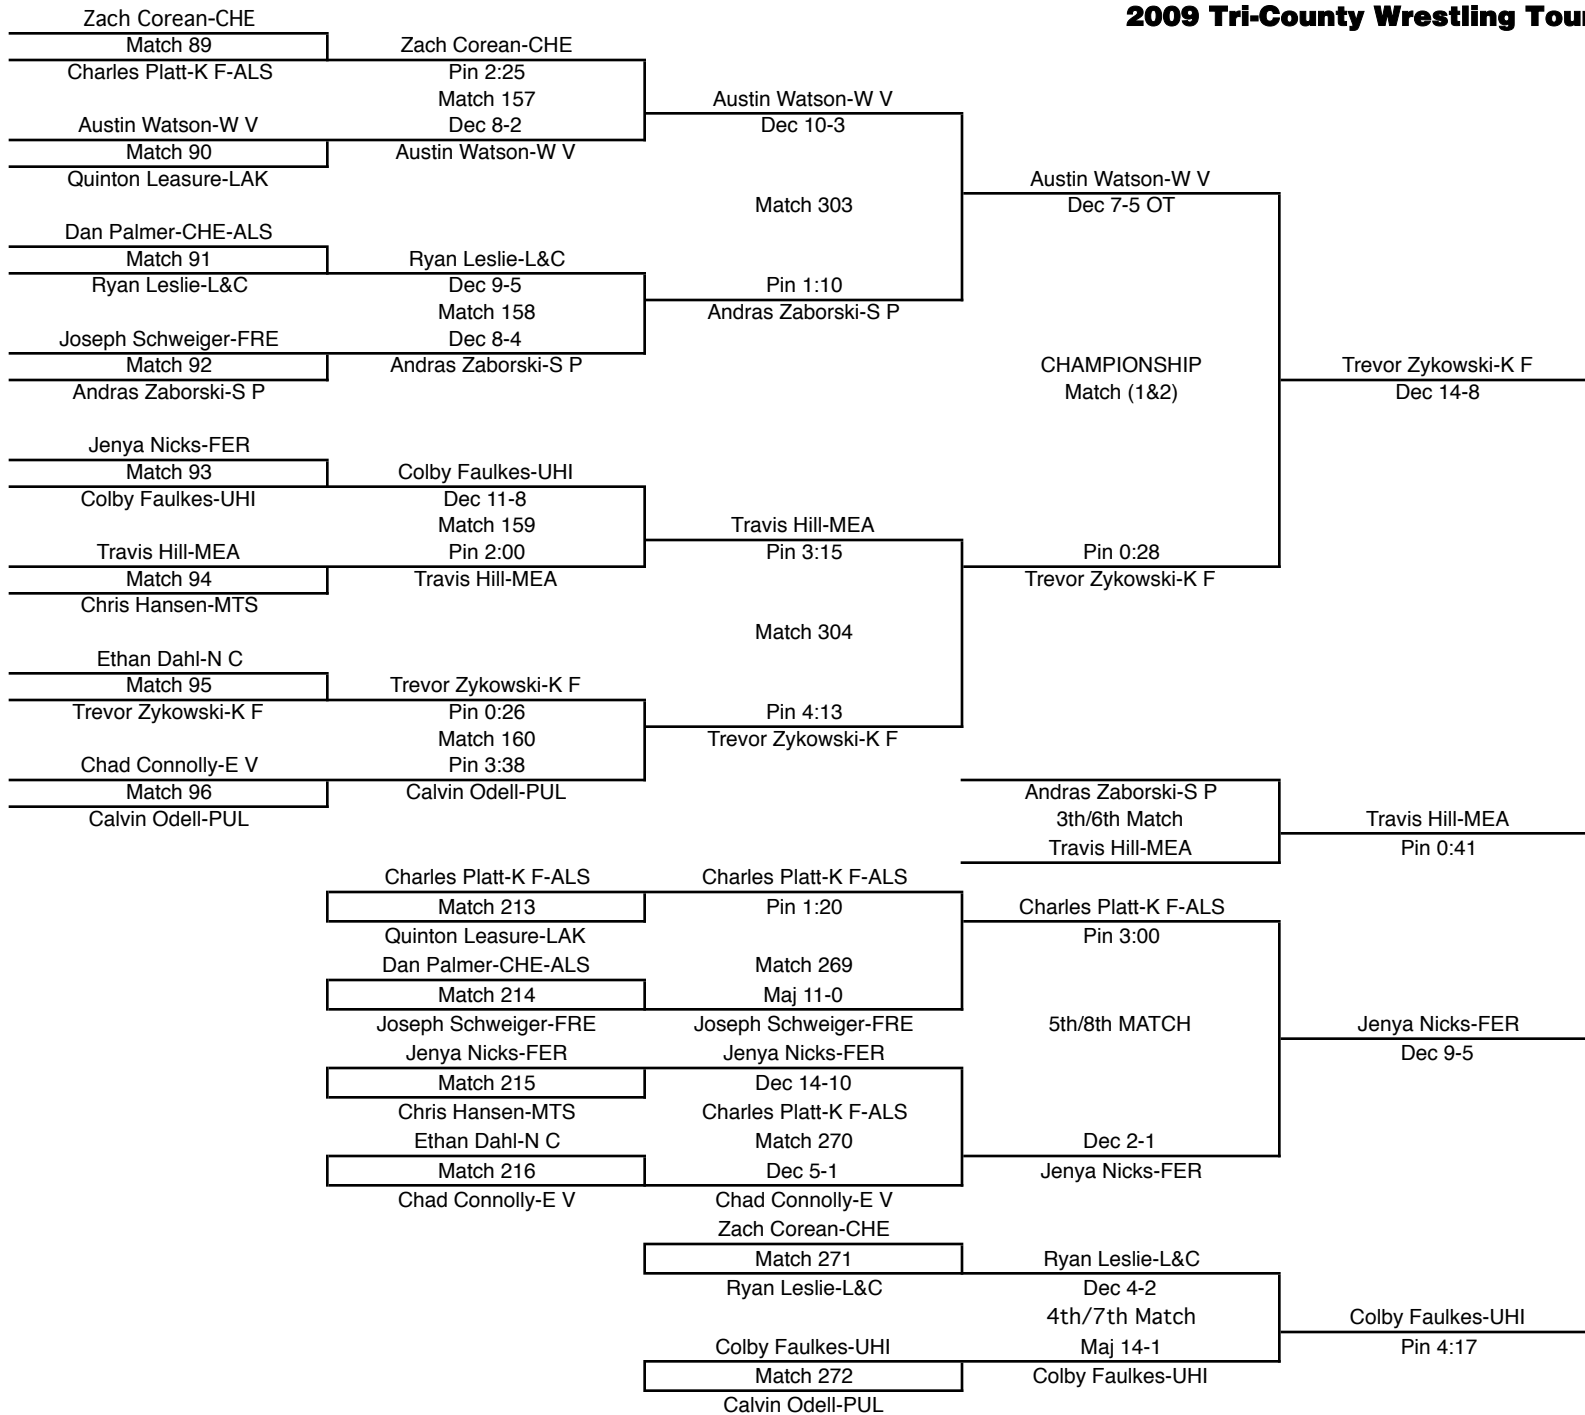 2009 Tri-County Wrestling Tour
Zach Corean-CHE
Match 89
Charles Platt-K F-ALS
Austin Watson-W V
Match 90
Quinton Leasure-LAK
Dan Palmer-CHE-ALS
Match 91
Ryan Leslie-L&C
Joseph Schweiger-FRE
Match 92
Andras Zaborski-S P
Jenya Nicks-FER
Match 93
Colby Faulkes-UHI
Travis Hill-MEA
Match 94
Chris Hansen-MTS
Ethan Dahl-N C
Match 95
Trevor Zykowski-K F
Chad Connolly-E V
Match 96
Calvin Odell-PUL
Zach Corean-CHE
Pin 2:25
Match 157
Dec 8-2
Austin Watson-W V
Ryan Leslie-L&C
Dec 9-5
Match 158
Dec 8-4
Andras Zaborski-S P
Colby Faulkes-UHI
Dec 11-8
Match 159
Pin 2:00
Travis Hill-MEA
Trevor Zykowski-K F
Pin 0:26
Match 160
Pin 3:38
Calvin Odell-PUL
Austin Watson-W V
Dec 10-3
Match 303
Pin 1:10
Andras Zaborski-S P
Travis Hill-MEA
Pin 3:15
Match 304
Pin 4:13
Trevor Zykowski-K F
Austin Watson-W V
Dec 7-5 OT
CHAMPIONSHIP
Match (1&2)
Pin 0:28
Trevor Zykowski-K F
Trevor Zykowski-K F
Dec 14-8
Andras Zaborski-S P
3th/6th Match
Travis Hill-MEA
Travis Hill-MEA
Pin 0:41
Charles Platt-K F-ALS
Match 213
Quinton Leasure-LAK
Dan Palmer-CHE-ALS
Match 214
Joseph Schweiger-FRE
Jenya Nicks-FER
Match 215
Chris Hansen-MTS
Ethan Dahl-N C
Match 216
Chad Connolly-E V
Charles Platt-K F-ALS
Pin 1:20
Match 269
Maj 11-0
Joseph Schweiger-FRE
Jenya Nicks-FER
Dec 14-10
Charles Platt-K F-ALS
Match 270
Dec 5-1
Chad Connolly-E V
Charles Platt-K F-ALS
Pin 3:00
5th/8th MATCH
Dec 2-1
Jenya Nicks-FER
Jenya Nicks-FER
Dec 9-5
Zach Corean-CHE
Match 271
Ryan Leslie-L&C
Colby Faulkes-UHI
Match 272
Calvin Odell-PUL
Ryan Leslie-L&C
Dec 4-2
4th/7th Match
Maj 14-1
Colby Faulkes-UHI
Colby Faulkes-UHI
Pin 4:17